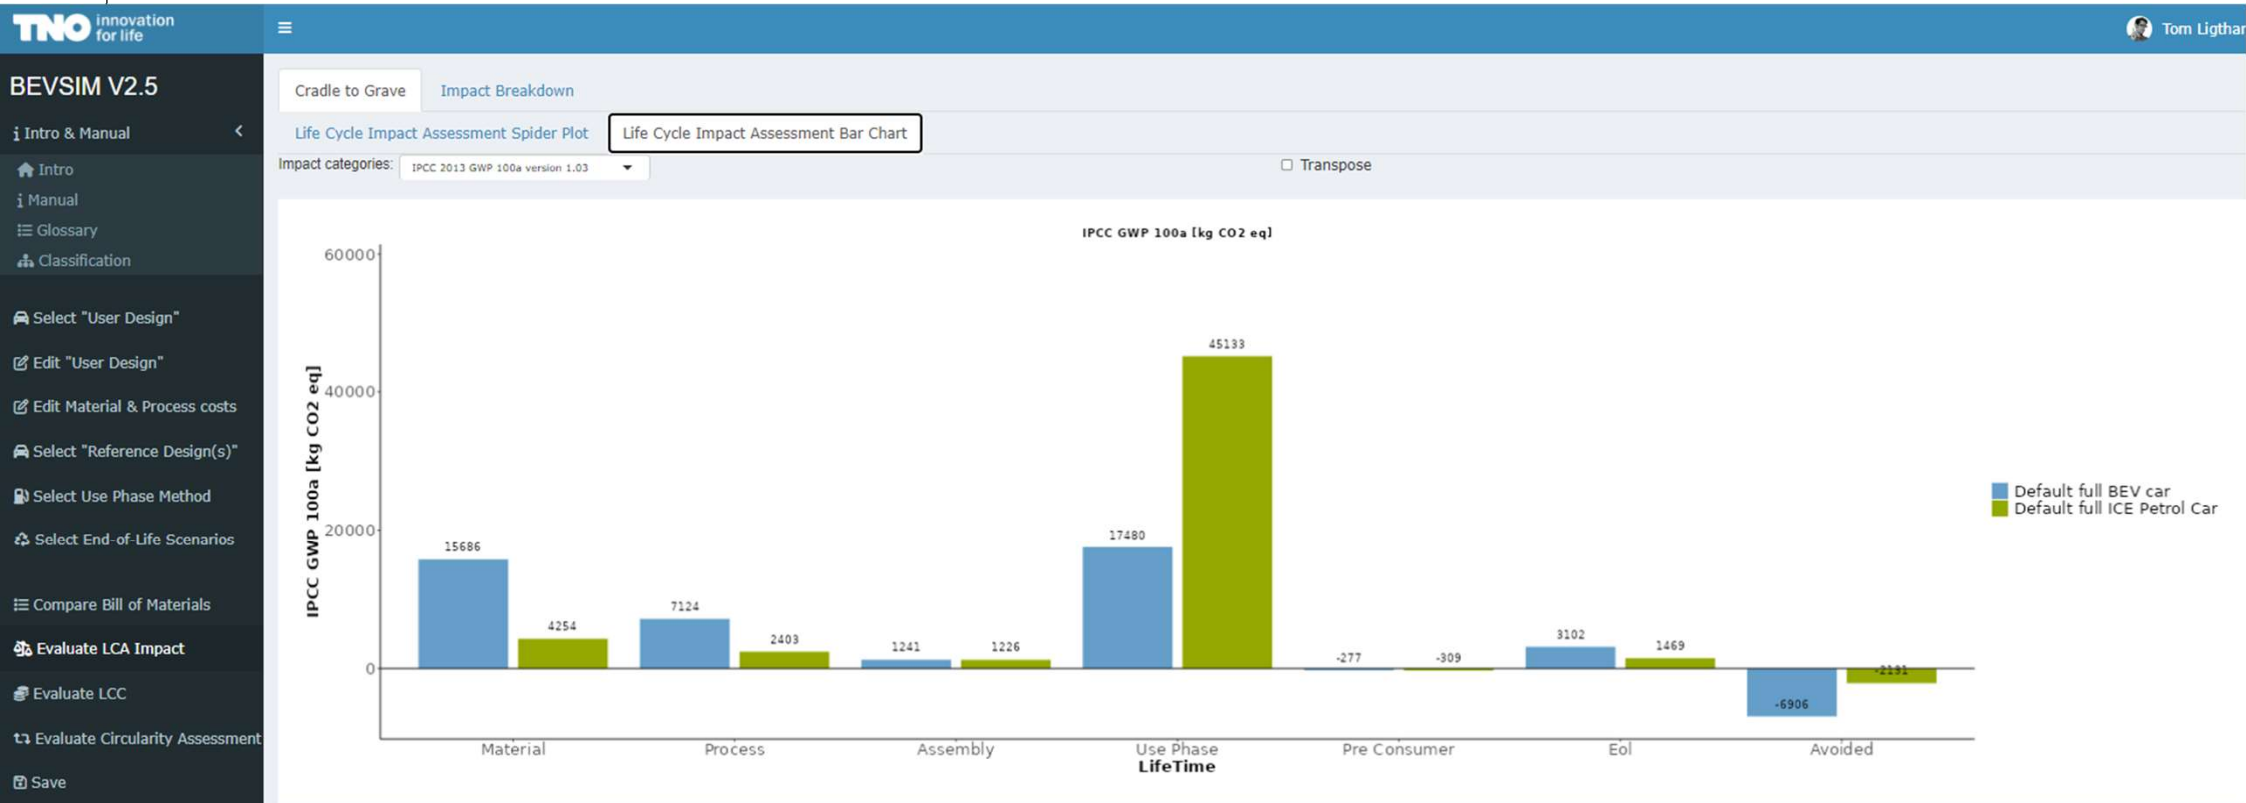 TNO innovation for life
Tom Ligthar
BEVSIM V2.5
Intro & Manual
Intro
Manual
Glossary
Classification
Select "User Design"
Edit "User Design"
Edit Material & Process costs
Select "Reference Design(s)"
Select Use Phase Method
Select End-of-Life Scenarios
Compare Bill of Materials
Evaluate LCA Impact
Evaluate LCC
Evaluate Circularity Assessment
Save
Cradle to Grave Impact Breakdown
Life Cycle Impact Assessment Spider Plot Life Cycle Impact Assessment Bar Chart
Impact categories: IPCC 2013 GWP 100a version 1.03 Transpose
IPCC GWP 100a [kg CO2 eq]
IPCC GWP 100a [kg CO2 eq]
60000
40000
20000
0
15686
4254
7124
2403
1241
1226
17480
45133
-277
-309
3102
1469
-6906
-2191
Material Process Assembly Use Phase Pre Consumer Eol Avoided
LifeTime
Default full BEV car
Default full ICE Petrol Car